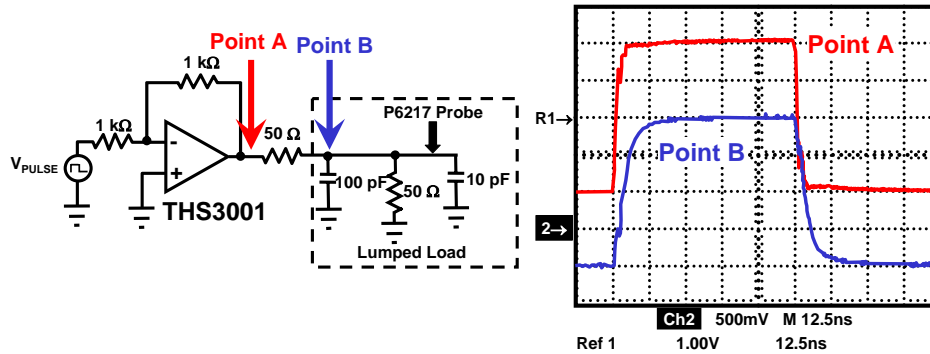 Point A
Point B
1 kΩ
1 kΩ
50 Ω
P6217 Probe
VPULSE
-
+
100 pF
50 Ω
10 pF
THS3001
Lumped Load
Point A
R1→
Point B
2→
Ch2 500mV M 12.5ns
Ref 1 1.00V 12.5ns